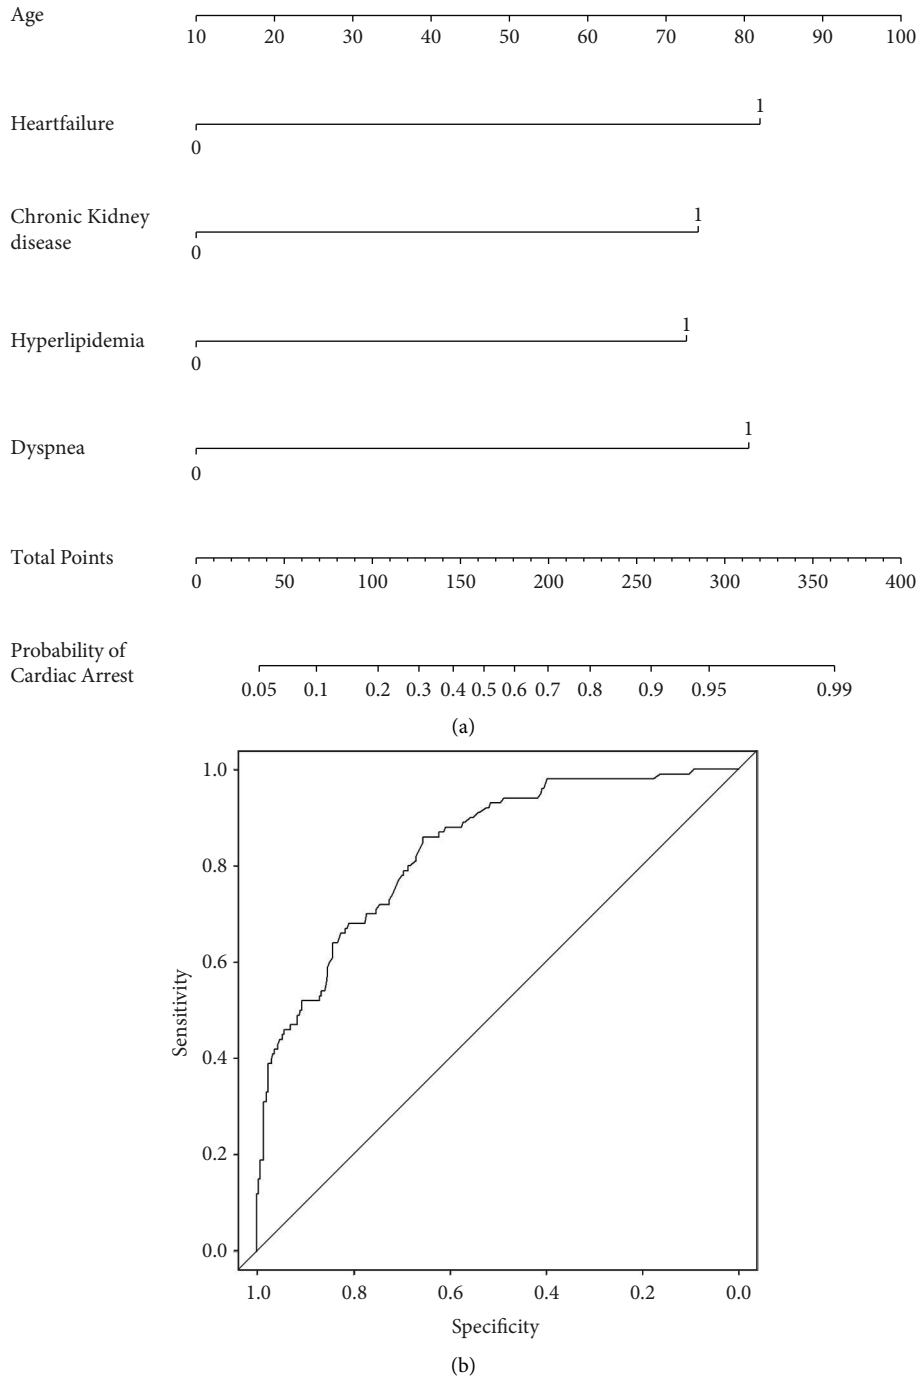 Age
10 20 30 40 50 60 70 80 90 100
1
Heartfailure
0
Chronic Kidney
disease
1
0
1
Hyperlipidemia
0
1
Dyspnea
0
Total Points
0 50 100 150 200 250 300 350 400
Probability of
Cardiac Arrest
0.05 0.1 0.2 0.3 0.4 0.5 0.6 0.7 0.8 0.9 0.95 0.99
(a)
1.0
0.8
0.6
0.4
0.2
0.0
Sensitivity
1.0 0.8 0.6 0.4 0.2 0.0
Specificity
(b)